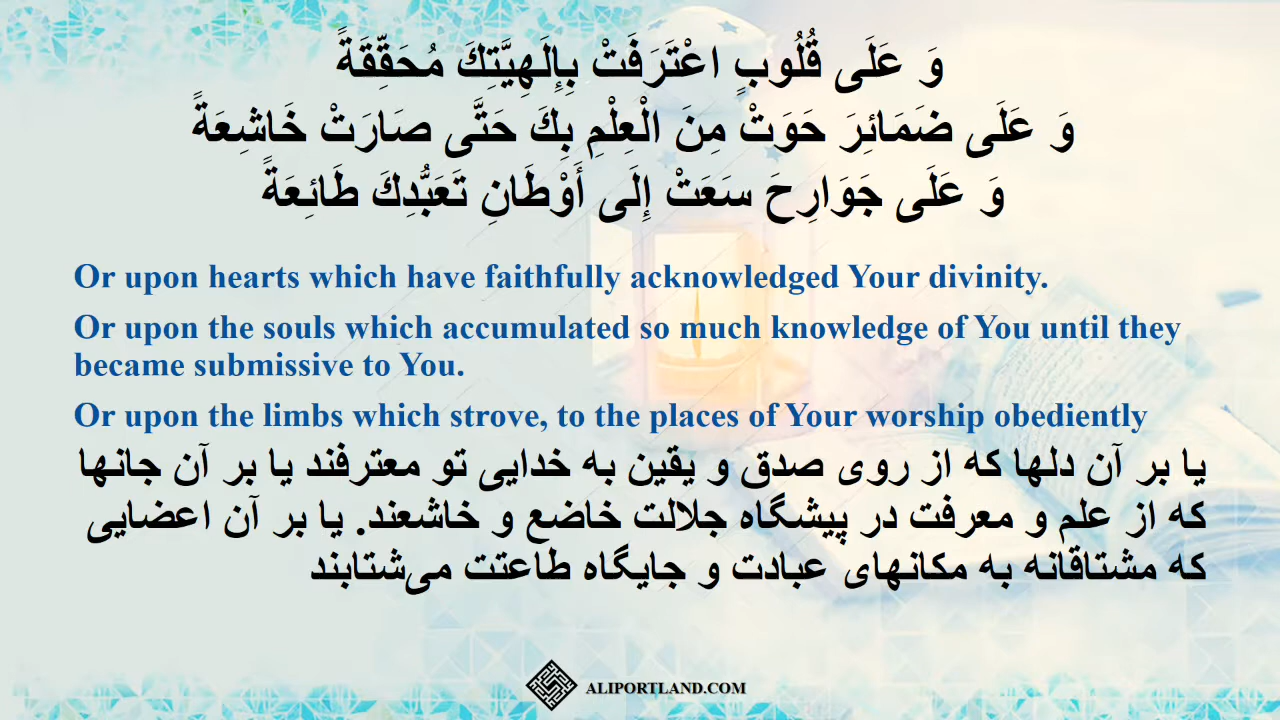 وَ عَلَى قُلُوبٍ اعْتَرَفَتْ بِإِلَهِيَّتِكَ مُحَقِّقَةً
وَ عَلَى ضَمَائِرَ حَوَتْ مِنَ الْعِلْمِ بِكَ حَتَّى صَارَتْ خَاشِعَةً
وَ عَلَى جَوَارِحَ سَعَتْ إِلَى أَوْطَانِ تَعَبُّدِكَ طَائِعَةً
Or upon hearts which have faithfully acknowledged Your divinity.
Or upon the souls which accumulated so much knowledge of You until they
became submissive to You.
Or upon the limbs which strove, to the places of Your worship obediently
یا بر آن دلها که از روی صدق و یقین به خدایی تو معترفند یا بر آن جانها
که از علم و معرفت در پیشگاه جلالت خاضع و خاشعند. یا بر آن اعضایی
که مشتاقانه به مکانهای عبادت و جایگاه طاعتت می‌شتابند
ALIPORTLAND.COM